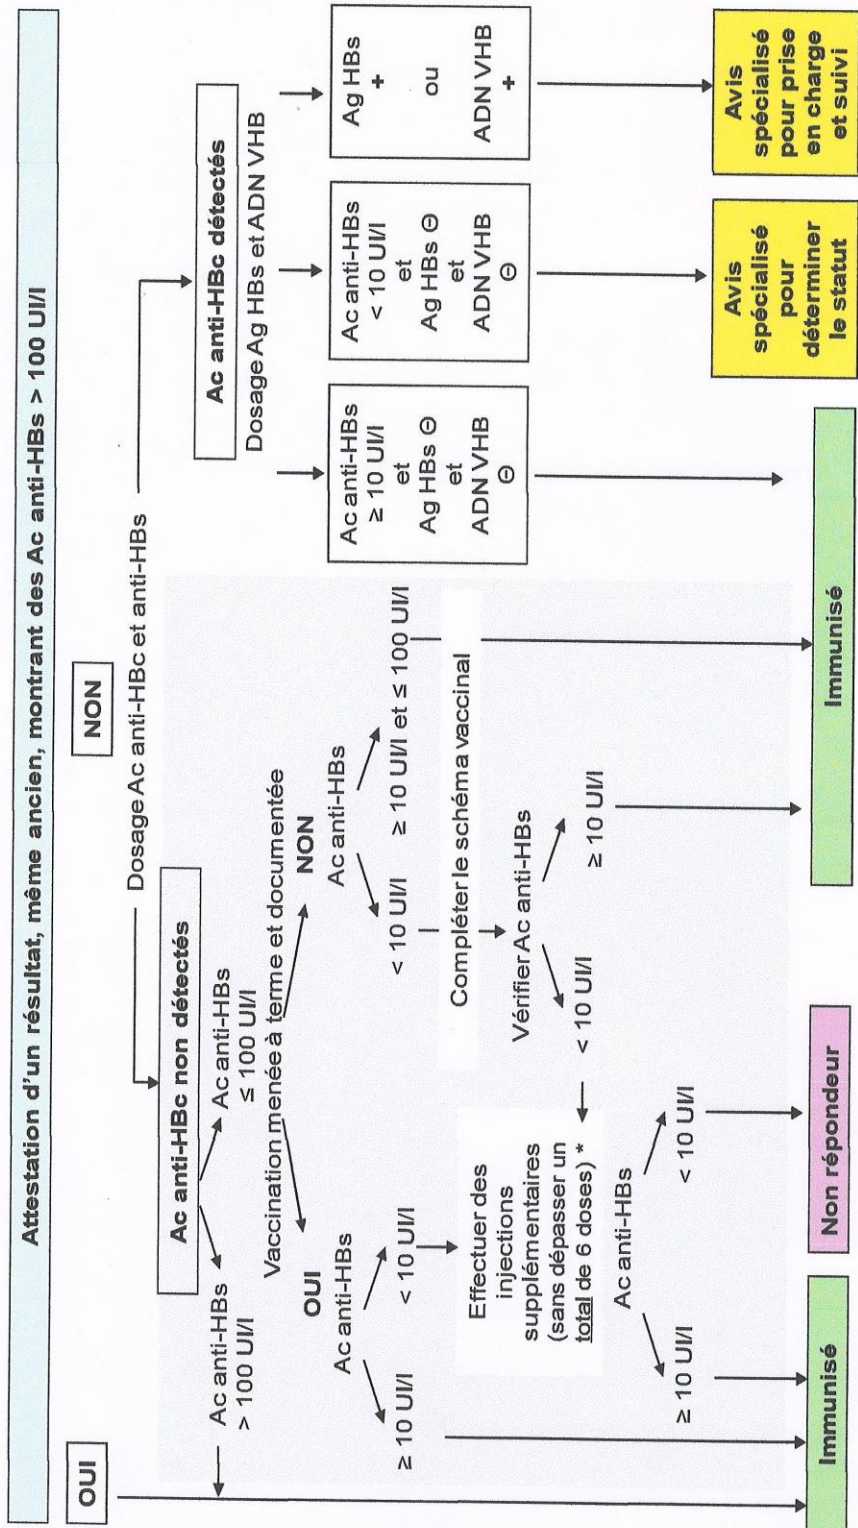 Attestation d'un résultat, même ancien, montrant des Ac anti-HBs > 100 UI/l
OUI
NON
Dosage Ac anti-HBc et anti-HBs
Ac anti-HBc non détectés
Ac anti-HBs
> 100 UI/l
Ac anti-HBs
≤ 100 UI/l
Vaccination menée à terme et documentée
OUI
Ac anti-HBs
≥ 10 UI/l
< 10 UI/l
NON
Ac anti-HBs
< 10 UI/l
≥ 10 UI/l et ≤ 100 UI/l
Compléter le schéma vaccinal
Vérifier Ac anti-HBs
< 10 UI/l
≥ 10 UI/l
Effectuer des
injections
supplémentaires
(sans dépasser un
total de 6 doses) *
Ac anti-HBs
≥ 10 UI/l
< 10 UI/l
Ac anti-HBc détectés
Dosage Ag HBs et ADN VHB
Ac anti-HBs
≥ 10 UI/l
et
Ag HBs ⊖
et
ADN VHB
⊖
Ac anti-HBs
< 10 UI/l
et
Ag HBs ⊖
et
ADN VHB
⊖
Ag HBs
+
ou
ADN VHB
+
Immunisé
Non répondeur
Immunisé
Avis
spécialisé
pour
déterminer
le statut
Avis
spécialisé
pour prise
en charge
et suivi